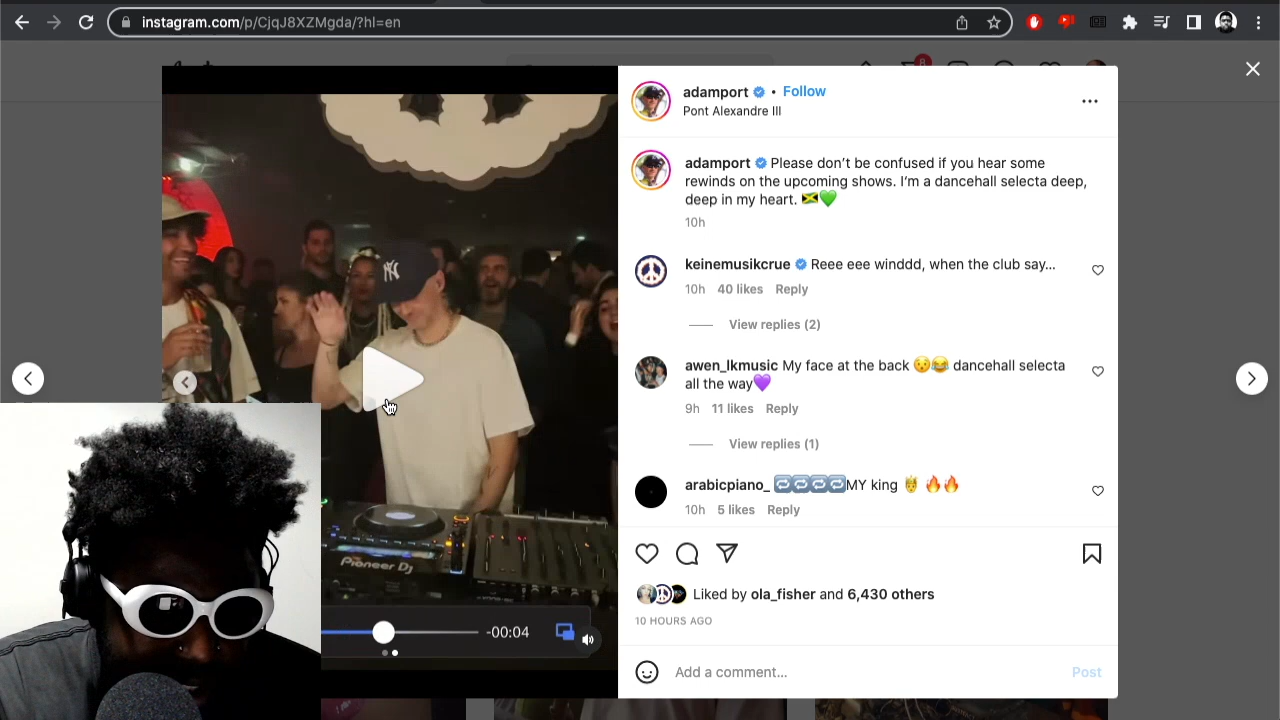 instagram.com/p/CjqJ8XZMgda/?hl=en
8
adamport • Follow
Pont Alexandre III
adamport Please don’t be confused if you hear some
rewinds on the upcoming shows. I’m a dancehall selecta deep,
deep in my heart. 🇯🇲💚
10h
keinemusikcrue Reee eee winddd, when the club say...
10h 40 likes Reply
View replies (2)
awen_lkmusic My face at the back 😯😂 dancehall selecta
all the way💜
9h 11 likes Reply
View replies (1)
arabicpiano_ 🔁🔁🔁🔁MY king 🤴 🔥🔥
10h 5 likes Reply
Liked by ola_fisher and 6,430 others
10 HOURS AGO
Add a comment... Post
NY
Pioneer Dj
-00:04